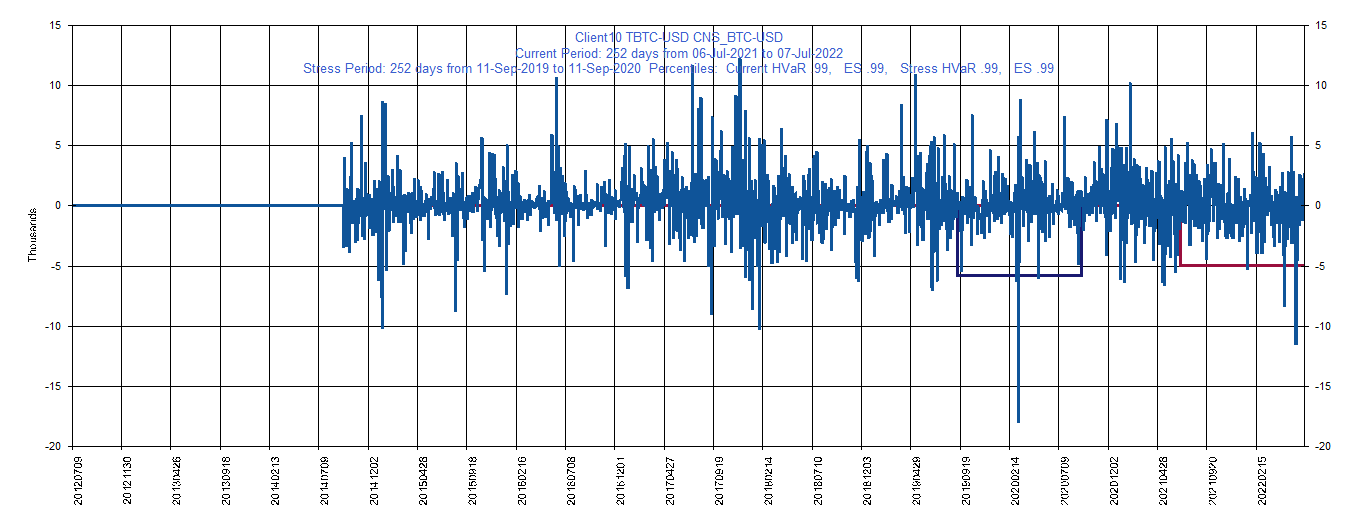 Client10 TBTC-USD CNS_BTC-USD
Current Period: 252 days from 06-Jul-2021 to 07-Jul-2022
Stress Period: 252 days from 11-Sep-2019 to 11-Sep-2020 Percentiles: Current HVaR .99, ES .99, Stress HVaR .99, ES .99
15 15
10 10
5 5
0 0
-5 -5
-10 -10
-15 -15
-20 -20
Thousands
20120709 20121130 20130426 20130918 20140213 20140709 20141202 20150428 20150918 20160216 20160708 20161201 20170427 20170919 20180214 20180710 20181203 20190429 20190919 20200214 20200709 20201202 20210428 20210920 20220215